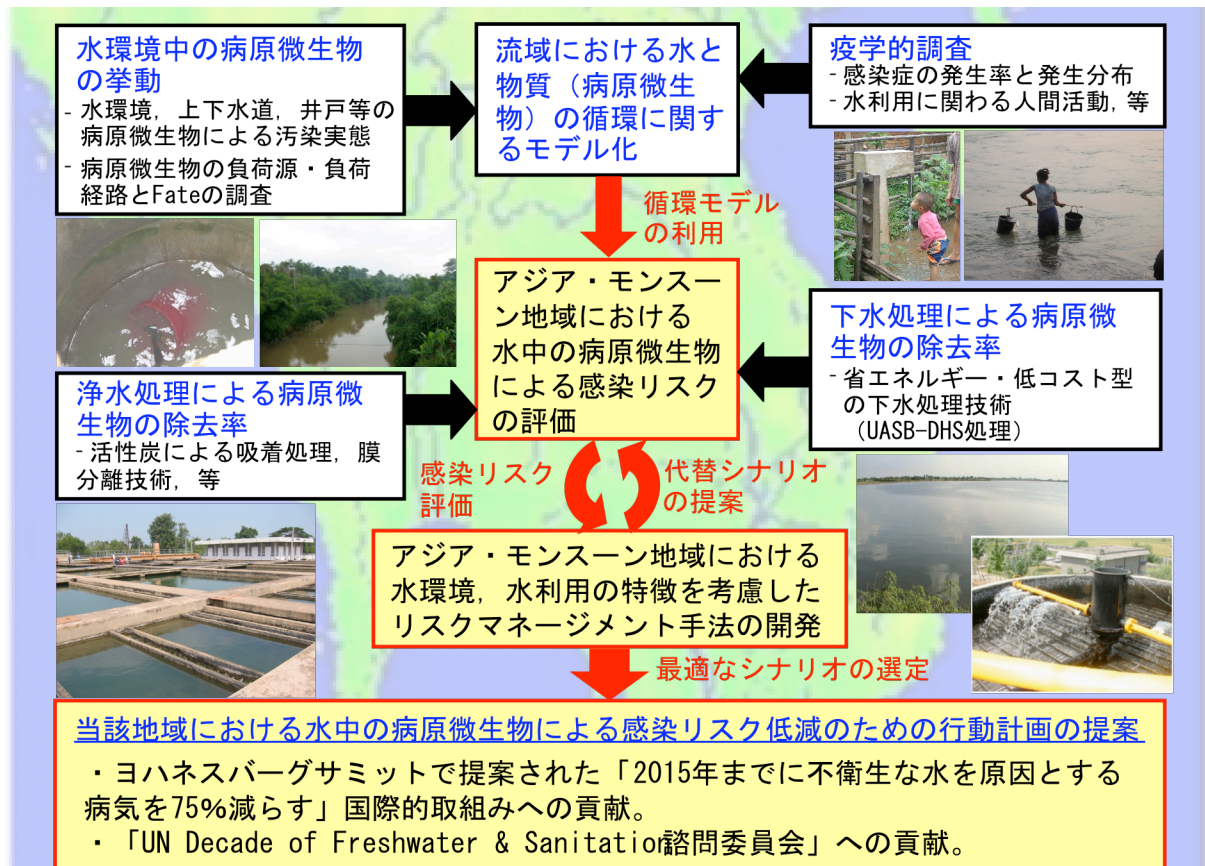 水環境中の病原微生物
の挙動
- 水環境，上下水道，井戸等の
病原微生物による汚染実態
- 病原微生物の負荷源・負荷
経路とFateの調査
流域における水と
物質（病原微生
物）の循環に関す
るモデル化
疫学的調査
- 感染症の発生率と発生分布
- 水利用に関わる人間活動，等
循環モデル
の利用
アジア・モンスー
ン地域における
水中の病原微生物
による感染リスク
の評価
浄水処理による病原微
生物の除去率
- 活性炭による吸着処理，膜
分離技術，等
下水処理による病原微
生物の除去率
- 省エネルギー・低コスト型
の下水処理技術
（UASB-DHS処理）
感染リスク
評価
代替シナリオ
の提案
アジア・モンスーン地域における
水環境，水利用の特徴を考慮した
リスクマネージメント手法の開発
最適なシナリオの選定
当該地域における水中の病原微生物による感染リスク低減のための行動計画の提案
・ヨハネスバーグサミットで提案された「2015年までに不衛生な水を原因とする
病気を75%減らす」国際的取組みへの貢献。
・「UN Decade of Freshwater & Sanitation諮問委員会」への貢献。